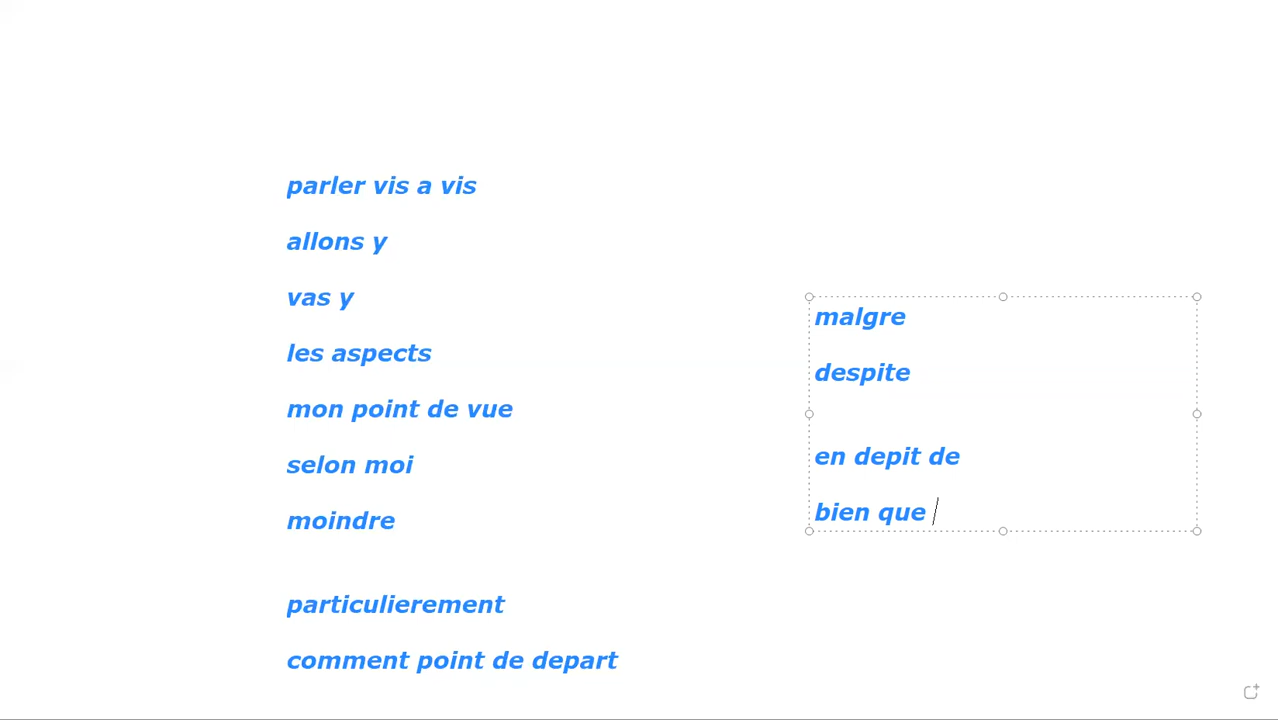 parler vis a vis
allons y
vas y
les aspects
mon point de vue
selon moi
moindre
particulierement
comment point de depart
malgre
despite
en depit de
bien que